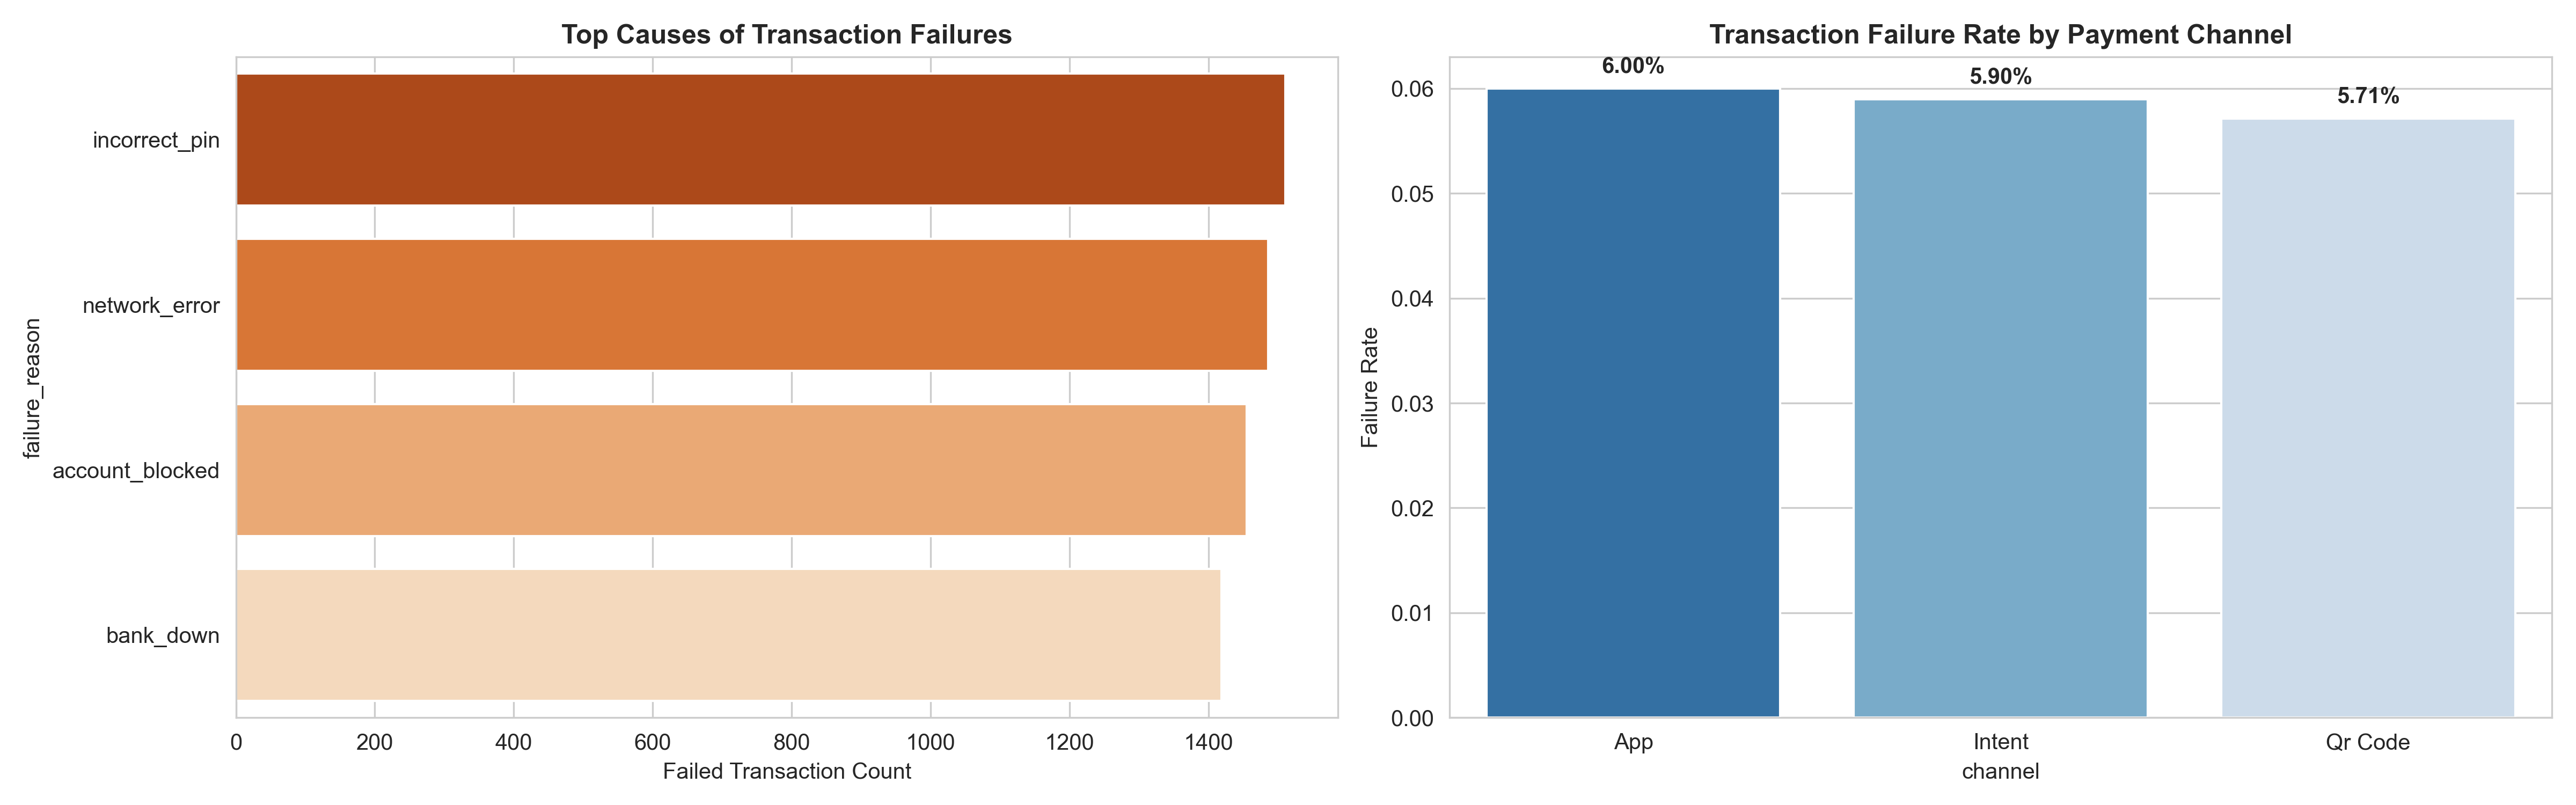 Top Causes of Transaction Failures
failure_reason
incorrect_pin
network_error
account_blocked
bank_down
0 200 400 600 800 1000 1200 1400
Failed Transaction Count
Transaction Failure Rate by Payment Channel
Failure Rate
0.06
0.05
0.04
0.03
0.02
0.01
0.00
6.00% 5.90% 5.71%
App Intent Qr Code
channel